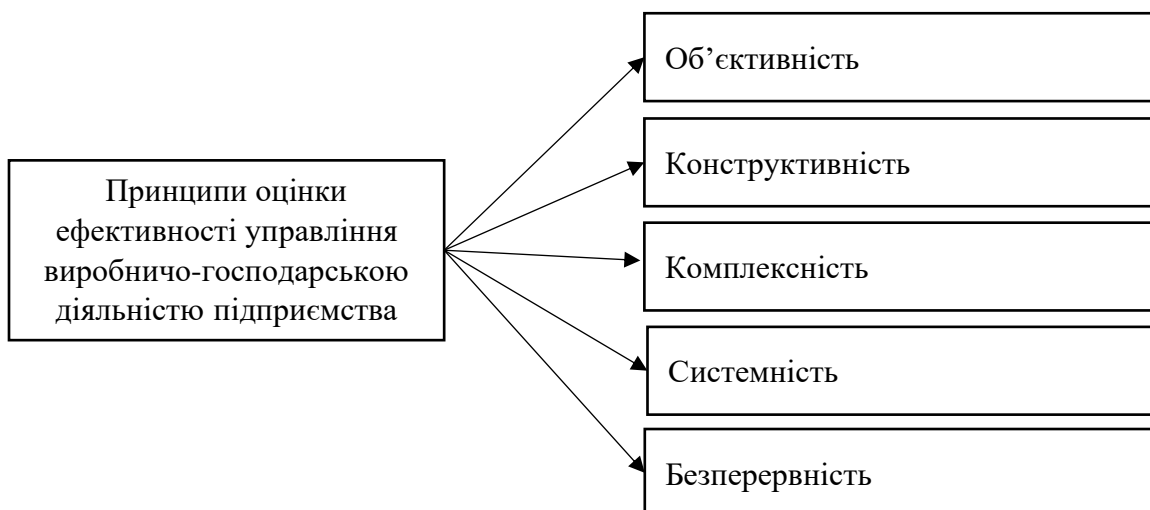 Принципи оцінки
ефективності управління
виробничо-господарською
діяльністю підприємства
Об’єктивність
Конструктивність
Комплексність
Системність
Безперервність